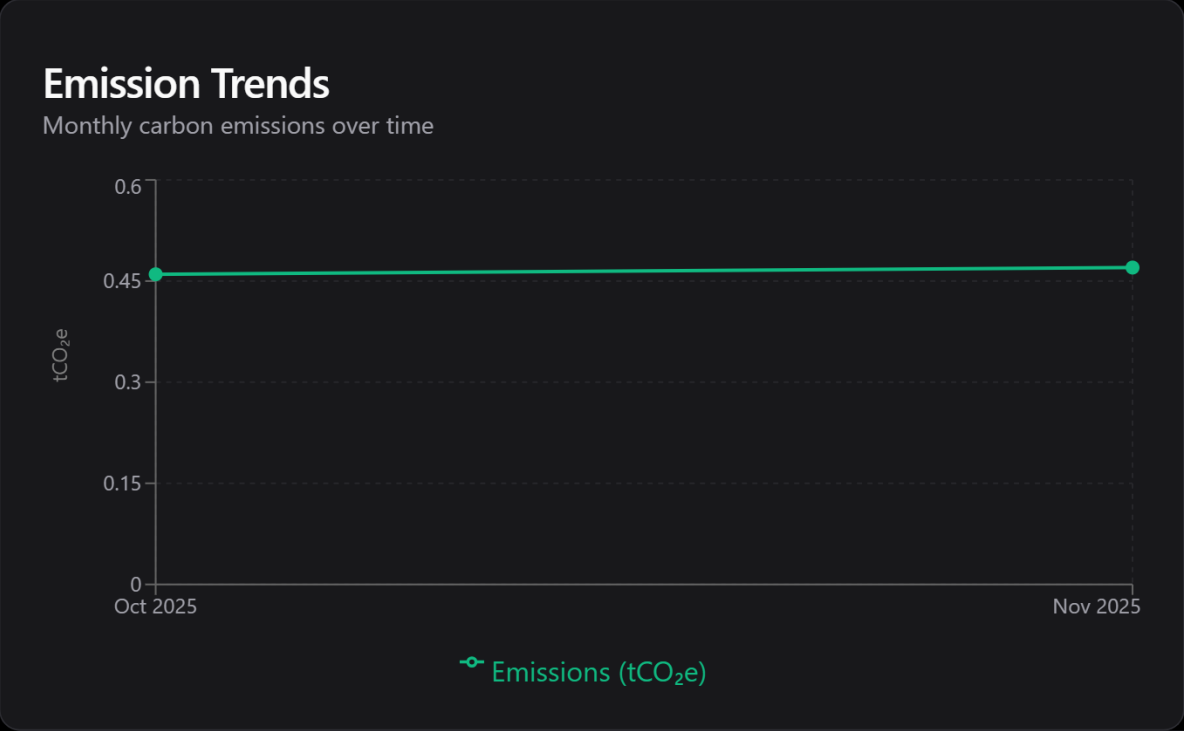 Emission Trends
Monthly carbon emissions over time
0.6
0.45
0.3
0.15
0
tCO₂e
Oct 2025
Nov 2025
Emissions (tCO₂e)